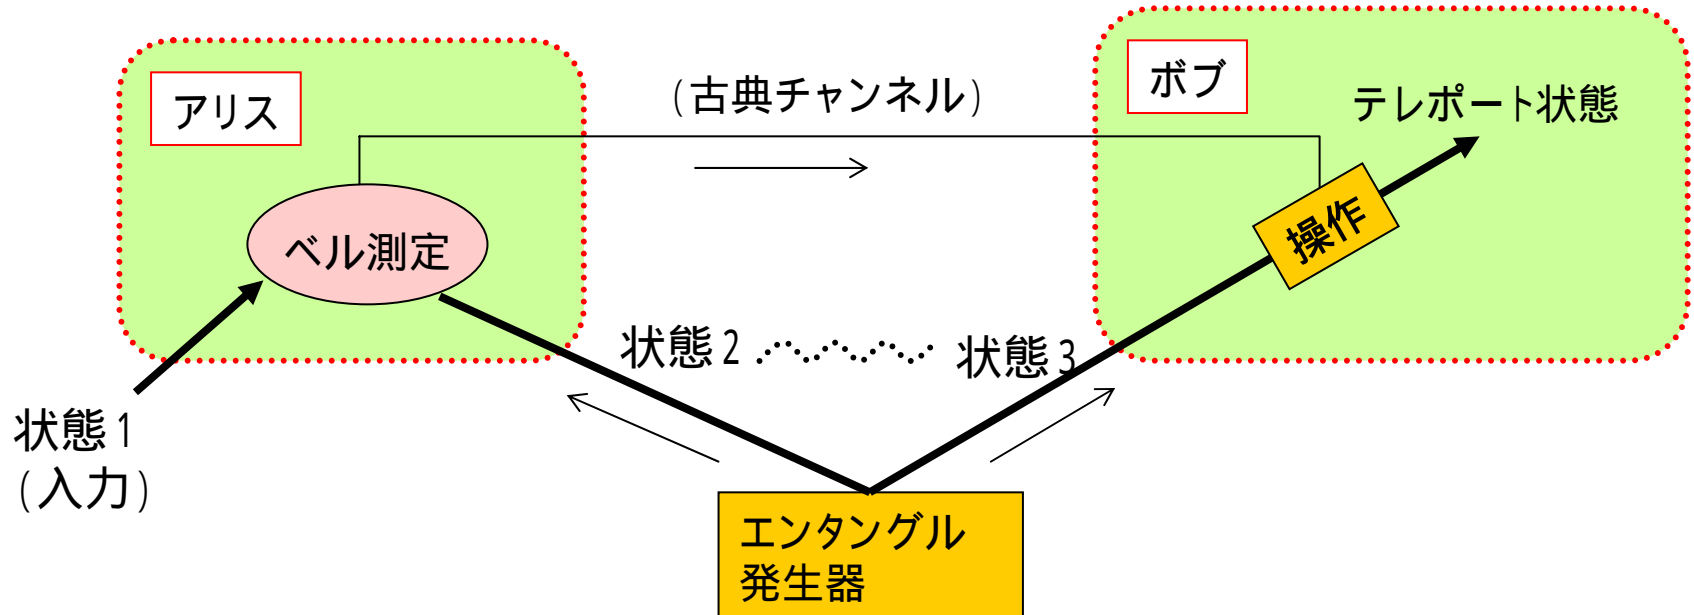 アリス
(古典チャンネル)
ボブ
テレポート状態
ベル測定
操作
状態2
状態3
状態1
(入力)
エンタングル
発生器